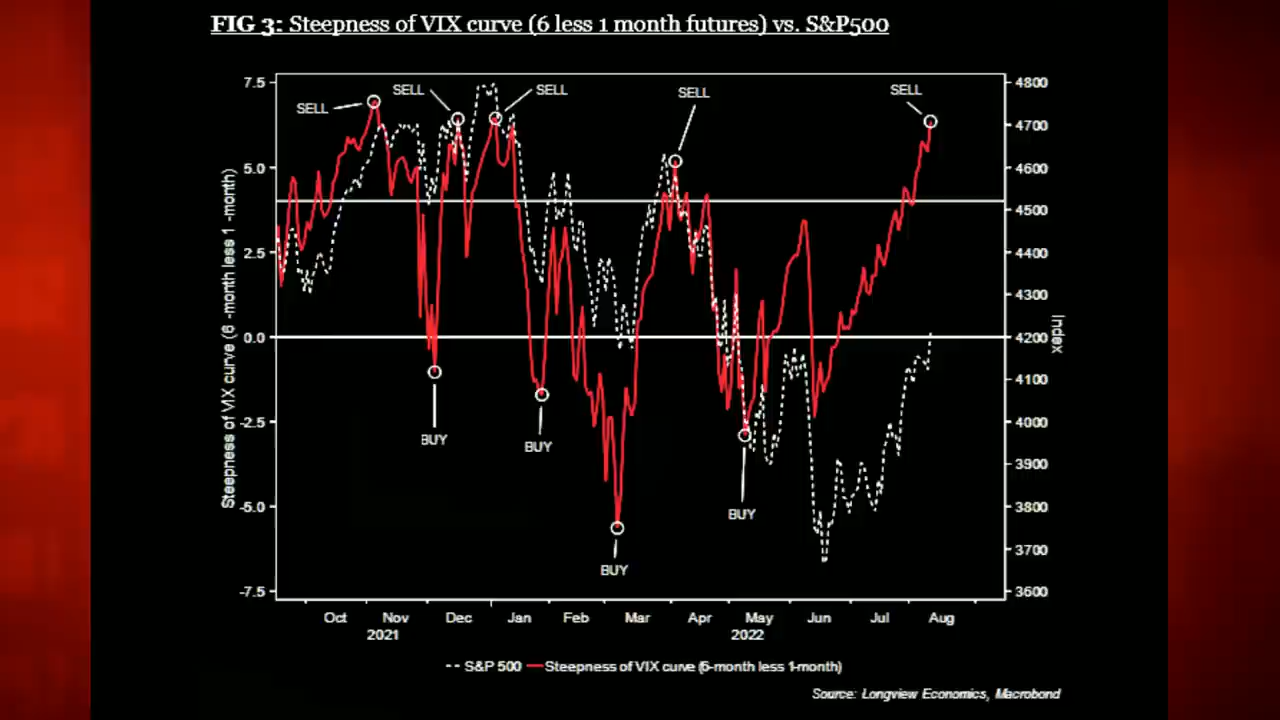 FIG 3: Steepness of VIX curve (6 less 1 month futures) vs. S&P500
7.5
5.0
2.5
0.0
-2.5
-5.0
-7.5
Steepness of VIX curve (6 -month less 1 -month)
SELL
SELL
SELL
SELL
SELL
BUY
BUY
BUY
BUY
4800
4700
4600
4500
4400
4300
4200
4100
4000
3900
3800
3700
3600
Index
Oct Nov Dec Jan Feb Mar Apr May Jun Jul Aug
2021 2022
S&P 500 Steepness of VIX curve (6-month less 1-month)
Source: Longview Economics, Macrobond